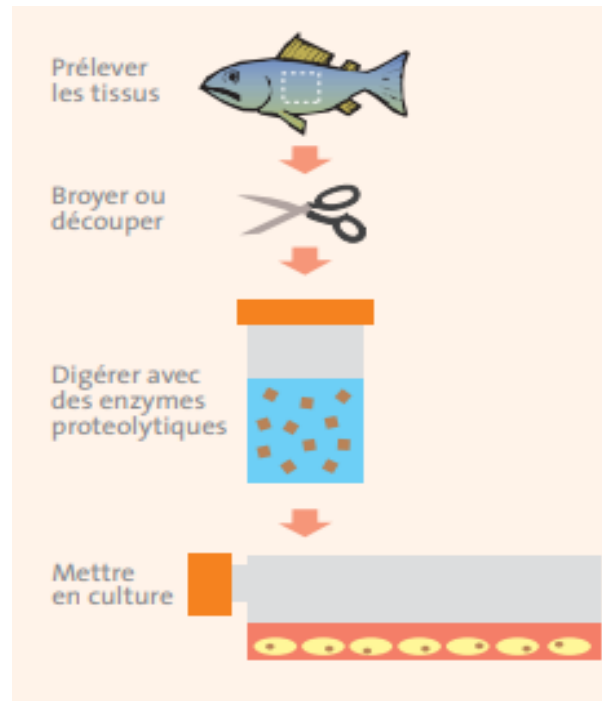 Prélever
les tissus
Broyer ou
découper
Digérer avec
des enzymes
proteolytiques
Mettre
en culture